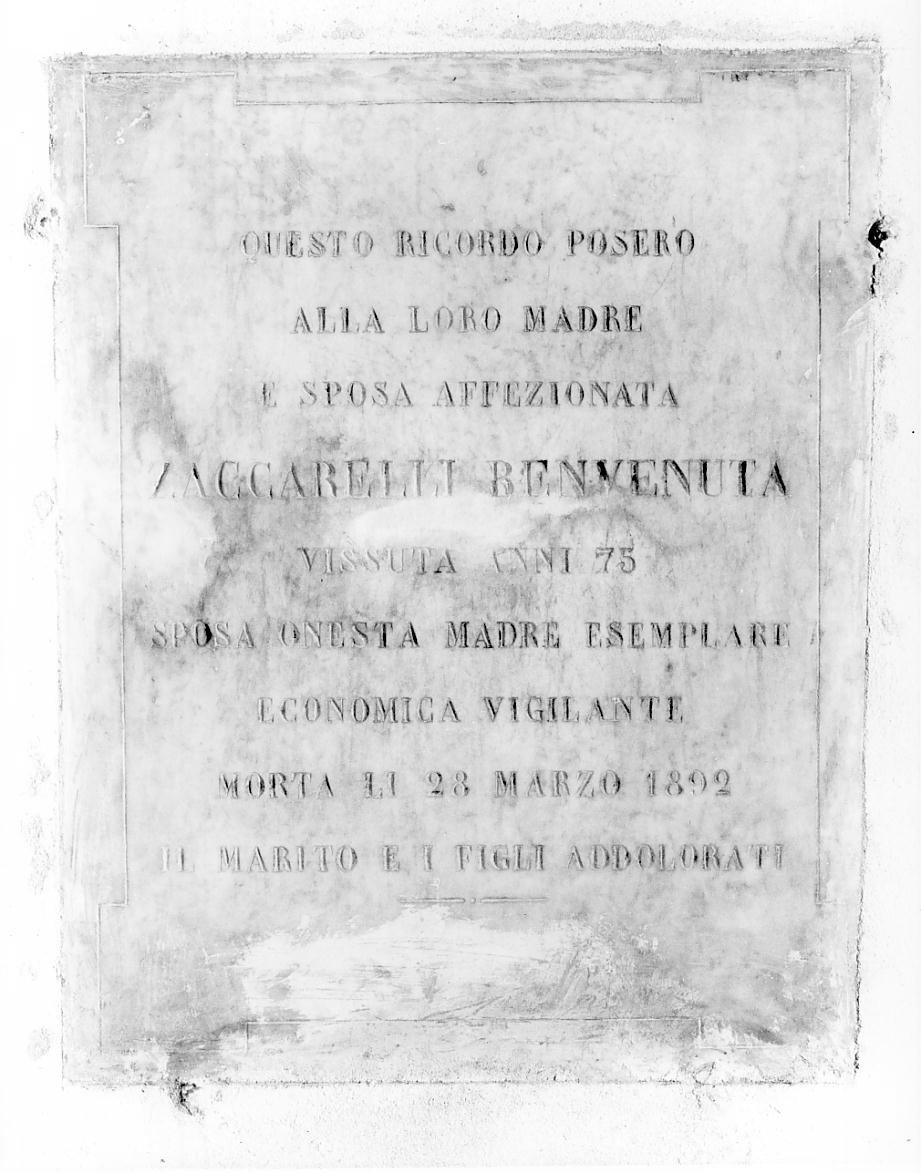 QUESTO RICORDO POSERO
ALLA LORO MADRE
E SPOSA AFFEZIONATA
ZACCARELLI BENVENUTA
VISSUTA ANNI 75
SPOSA ONESTA MADRE ESEMPLARE
ECONOMICA VIGILANTE
MORTA LI 28 MARZO 1892
IL MARITO E I FIGLI ADDOLORATI